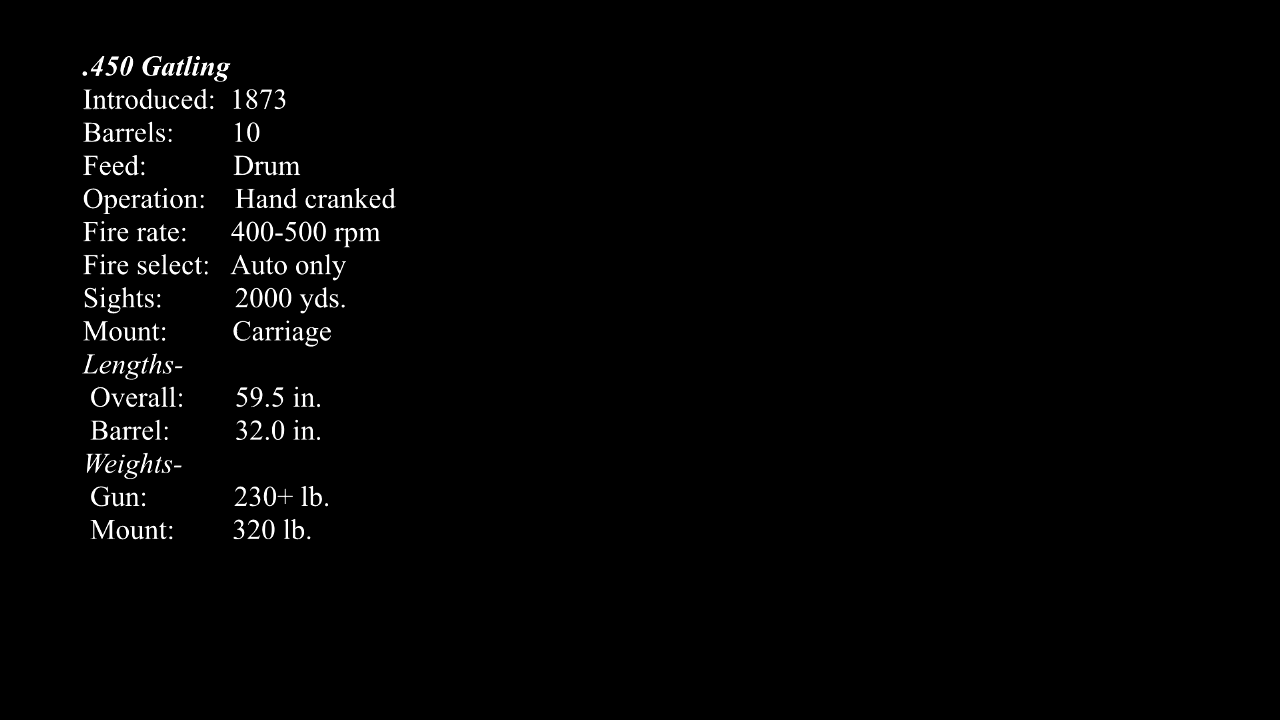 .450 Gatling
Introduced: 1873
Barrels: 10
Feed: Drum
Operation: Hand cranked
Fire rate: 400-500 rpm
Fire select: Auto only
Sights: 2000 yds.
Mount: Carriage
Lengths-
Overall: 59.5 in.
Barrel: 32.0 in.
Weights-
Gun: 230+ lb.
Mount: 320 lb.